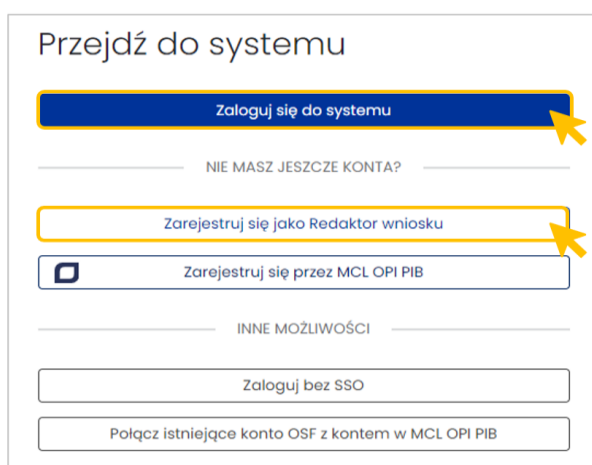 Przejdź do systemu
Zaloguj się do systemu
NIE MASZ JESZCZE KONTA?
Zarejestruj się jako Redaktor wniosku
Zarejestruj się przez MCL OPI PIB
INNE MOŻLIWOŚCI
Zaloguj bez SSO
Połącz istniejące konto OSF z kontem w MCL OPI PIB